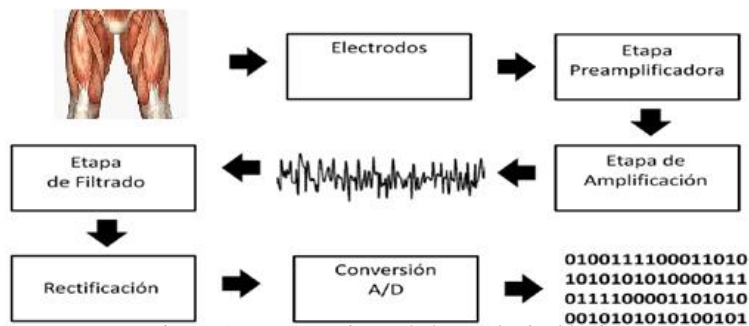 Electrodos
Etapa
Preamplificadora
Etapa
de Filtrado
Etapa de
Amplificación
Rectificación
Conversión
A/D
0100111100011010
1010101010000111
0111100001101010
0010101010100101